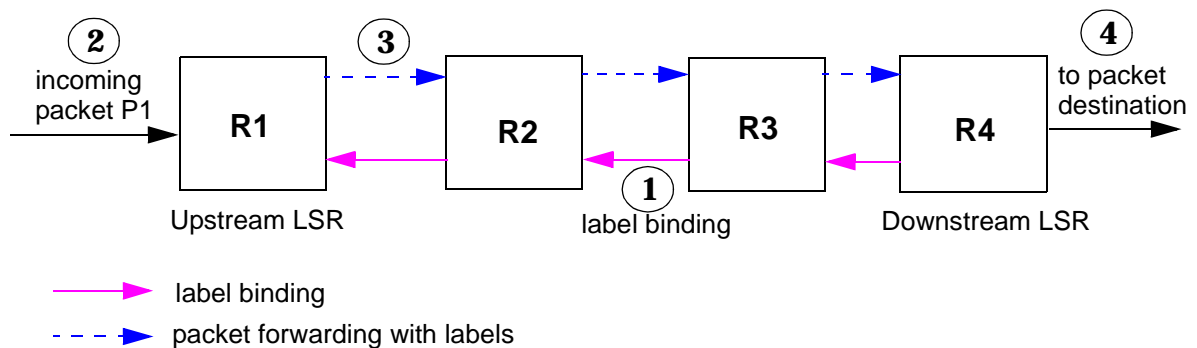 2
3
4
incoming
packet P1
to packet
destination
R1
R2
R3
R4
1
Upstream LSR
label binding
Downstream LSR
label binding
packet forwarding with labels